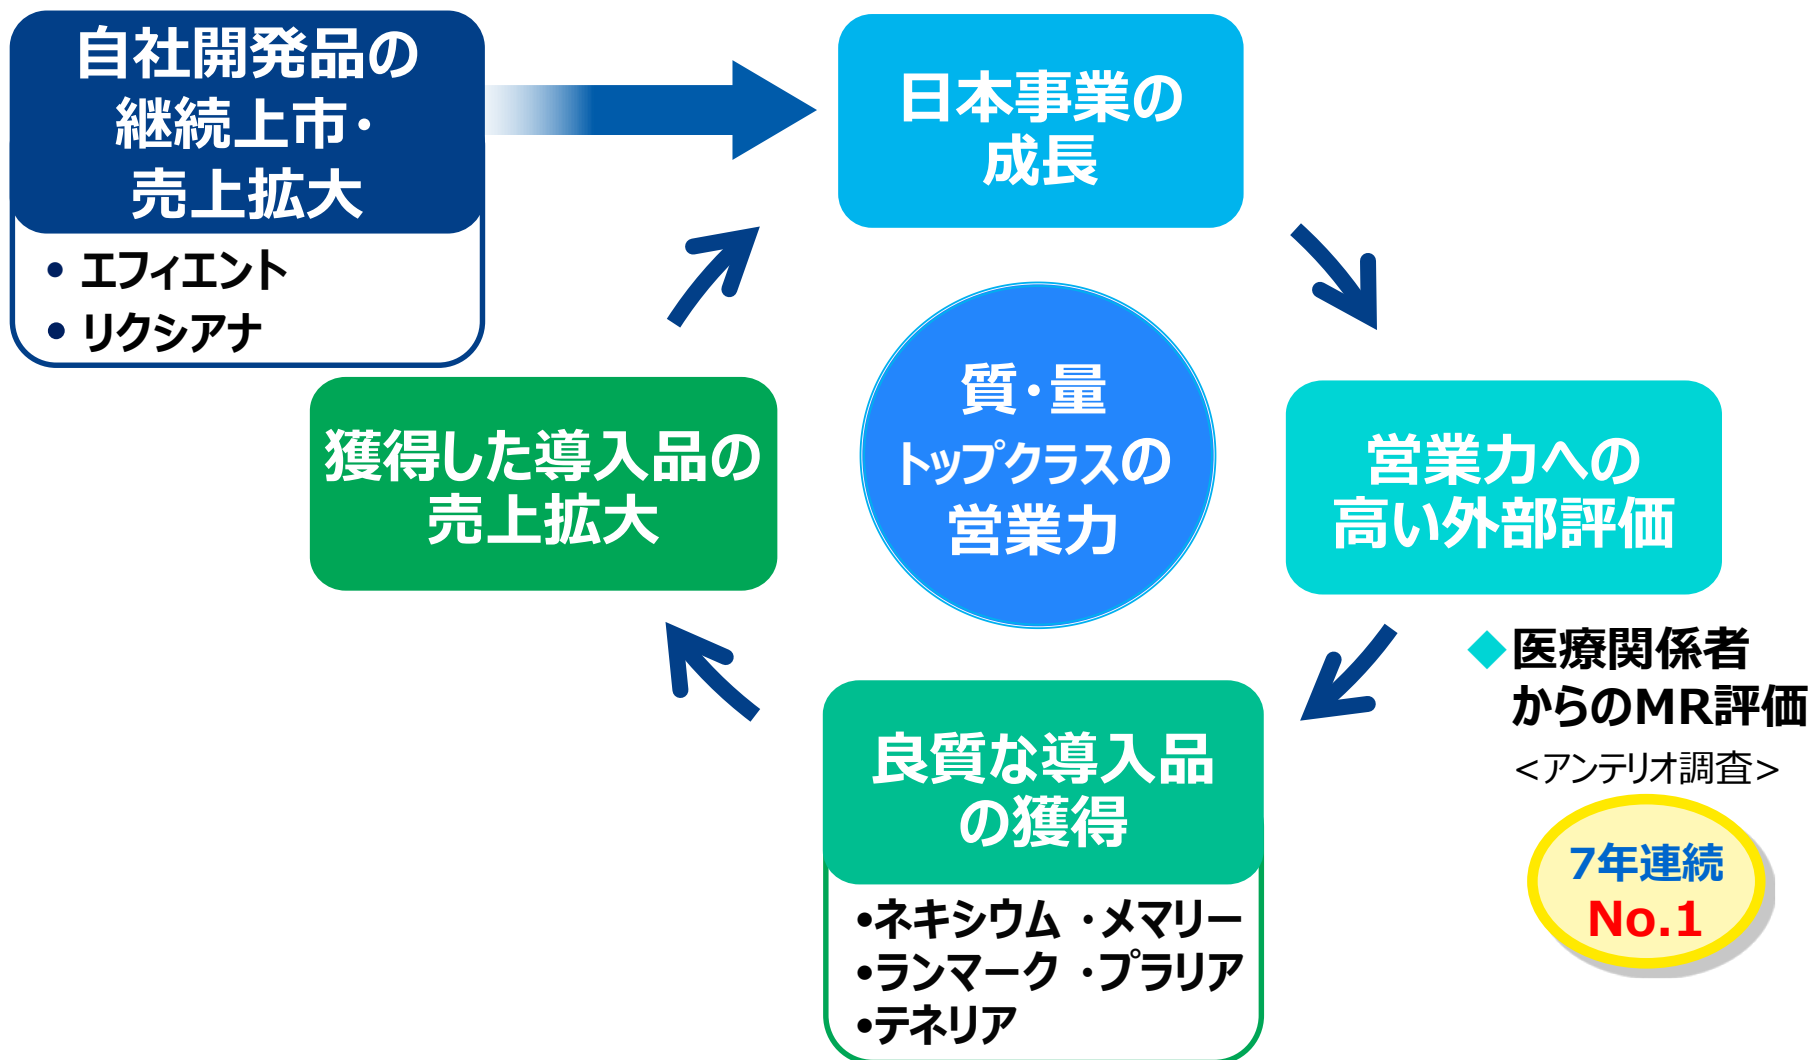 自社開発品の
継続上市・
売上拡大
• エフィエント
• リクシアナ
日本事業の
成長
質・量
トップクラスの
営業力
獲得した導入品の
売上拡大
営業力への
高い外部評価
◆医療関係者
からのMR評価
<アンテリオ調査>
7年連続
No.1
良質な導入品
の獲得
•ネキシウム ・メマリー
•ランマーク ・プラリア
•テネリア